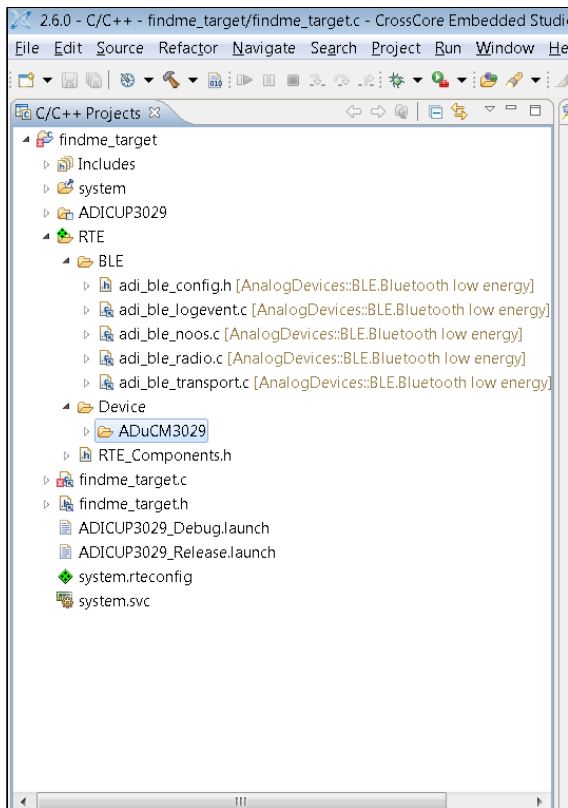 2.6.0 - C/C++ - findme_target/findme_target.c - CrossCore Embedded Studio
File Edit Source Refactor Navigate Search Project Run Window He
C/C++ Projects
findme_target
Includes
system
ADICUP3029
RTE
BLE
adi_ble_config.h [AnalogDevices::BLE.Bluetooth low energy]
adi_ble_logevent.c [AnalogDevices::BLE.Bluetooth low energy]
adi_ble_noos.c [AnalogDevices::BLE.Bluetooth low energy]
adi_ble_radio.c [AnalogDevices::BLE.Bluetooth low energy]
adi_ble_transport.c [AnalogDevices::BLE.Bluetooth low energy]
Device
ADuCM3029
RTE_Components.h
findme_target.c
findme_target.h
ADICUP3029_Debug.launch
ADICUP3029_Release.launch
system.rteconfig
system.svc